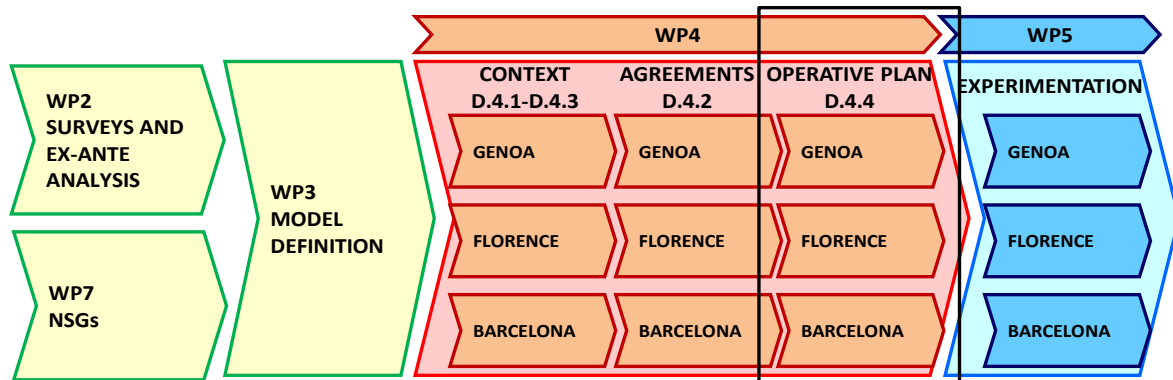 WP4
WP5
WP2
SURVEYS AND
EX-ANTE
ANALYSIS
WP7
NSGs
WP3
MODEL
DEFINITION
CONTEXT
D.4.1-D.4.3
AGREEMENTS
D.4.2
OPERATIVE PLAN
D.4.4
EXPERIMENTATION
GENOA
GENOA
GENOA
GENOA
FLORENCE
FLORENCE
FLORENCE
FLORENCE
BARCELONA
BARCELONA
BARCELONA
BARCELONA